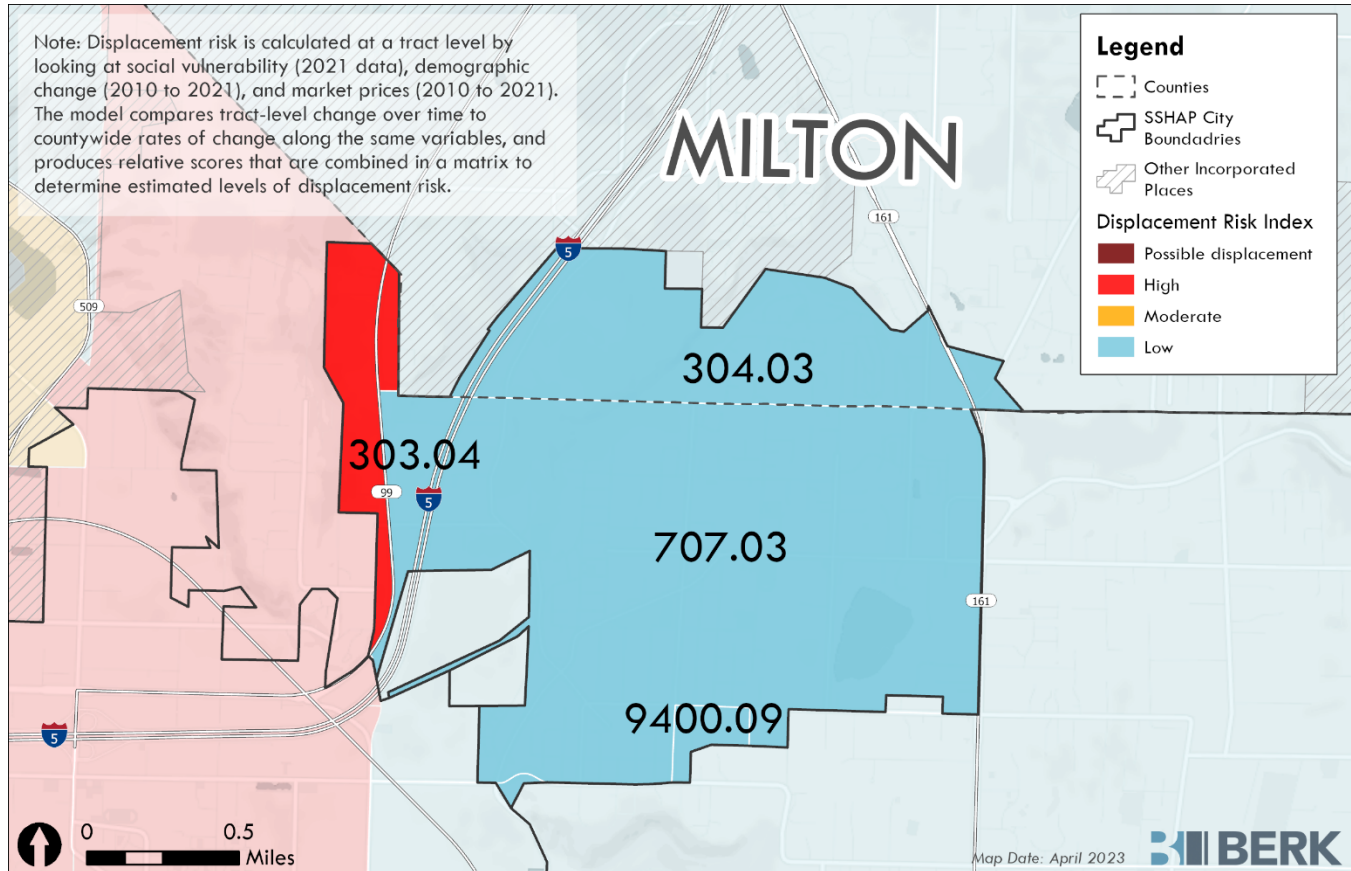 Note: Displacement risk is calculated at a tract level by
looking at social vulnerability (2021 data), demographic
change (2010 to 2021), and market prices (2010 to 2021).
The model compares tract-level change over time to
countywide rates of change along the same variables, and
produces relative scores that are combined in a matrix to
determine estimated levels of displacement risk.
MILTON
Legend
Counties
SSHAP City
Boundadries
Other Incorporated
Places
Displacement Risk Index
Possible displacement
High
Moderate
Low
161
5
509
304.03
303.04
99
5
707.03
161
9400.09
5
0 0.5
Miles
Map Date: April 2023
BERK